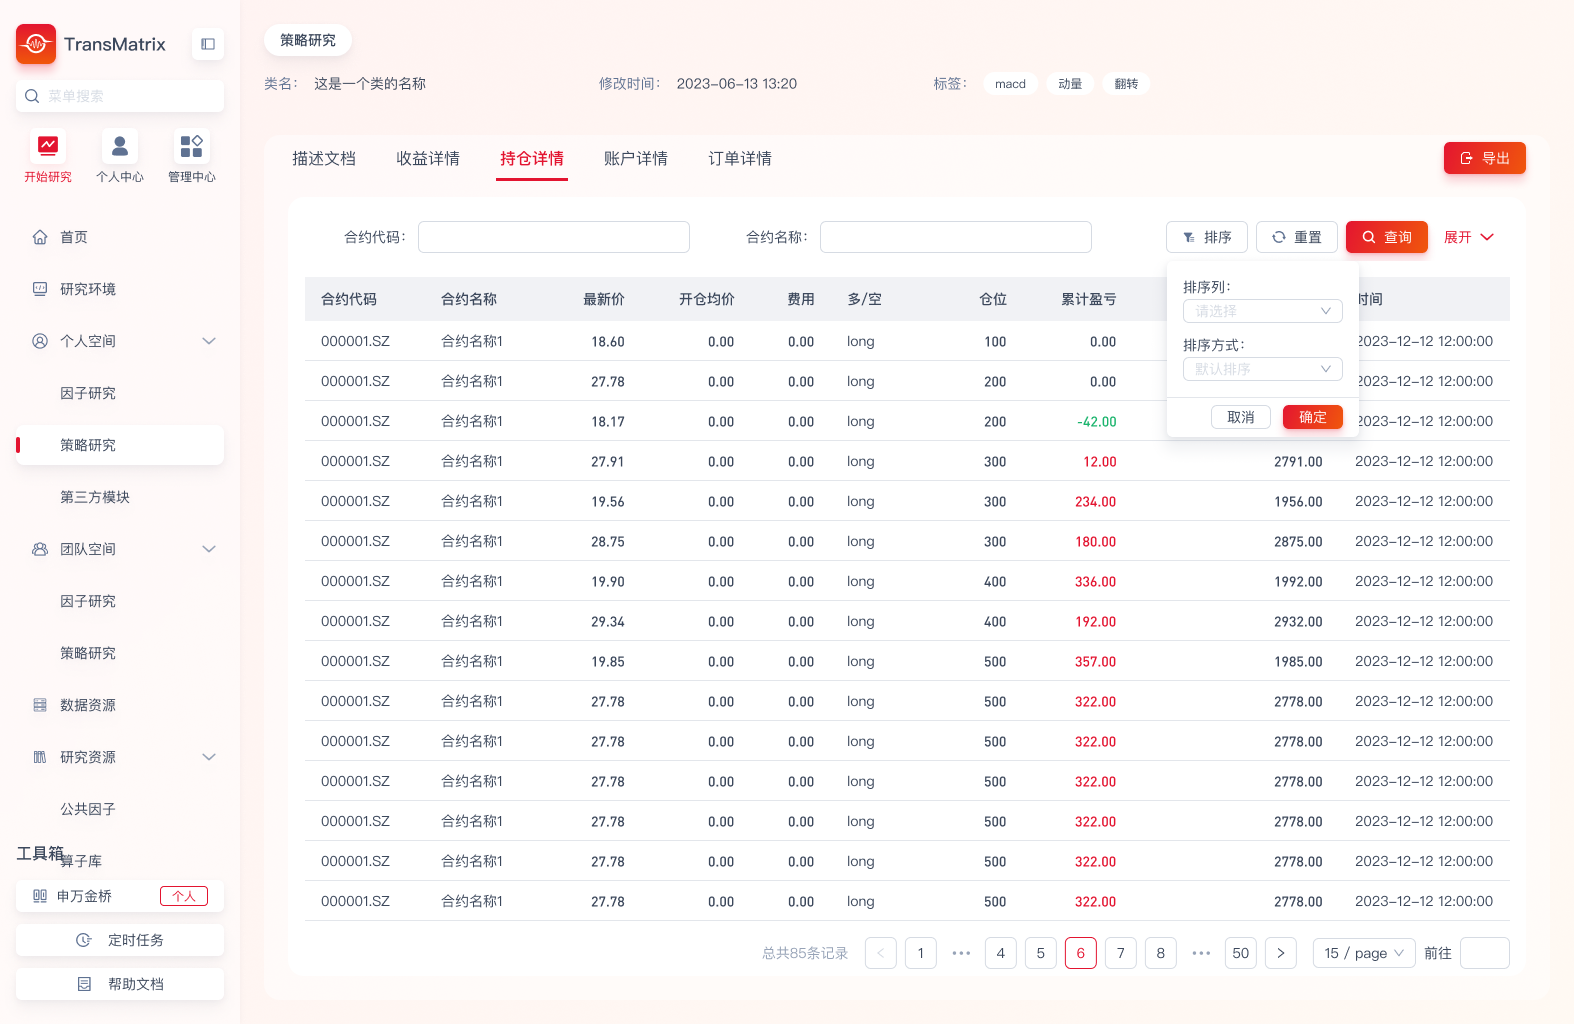 TransMatrix
菜单搜索
开始研究 个人中心 管理中心
首页
研究环境
个人空间
因子研究
策略研究
第三方模块
团队空间
因子研究
策略研究
数据资源
研究资源
公共因子
算子库
工具箱
申万金桥 个人
定时任务
帮助文档
策略研究
类名： 这是一个类的名称 修改时间： 2023-06-13 13:20 标签： macd 动量 翻转
描述文档 收益详情 持仓详情 账户详情 订单详情 导出
合约代码： 合约名称： 排序 重置 查询 展开
合约代码 合约名称 最新价 开仓均价 费用 多/空 仓位 累计盈亏 时间
000001.SZ 合约名称1 18.60 0.00 0.00 long 100 0.00 2023-12-12 12:00:00
000001.SZ 合约名称1 27.78 0.00 0.00 long 200 0.00 2023-12-12 12:00:00
000001.SZ 合约名称1 18.17 0.00 0.00 long 200 -42.00 2023-12-12 12:00:00
000001.SZ 合约名称1 27.91 0.00 0.00 long 300 12.00 2791.00 2023-12-12 12:00:00
000001.SZ 合约名称1 19.56 0.00 0.00 long 300 234.00 1956.00 2023-12-12 12:00:00
000001.SZ 合约名称1 28.75 0.00 0.00 long 300 180.00 2875.00 2023-12-12 12:00:00
000001.SZ 合约名称1 19.90 0.00 0.00 long 400 336.00 1992.00 2023-12-12 12:00:00
000001.SZ 合约名称1 29.34 0.00 0.00 long 400 192.00 2932.00 2023-12-12 12:00:00
000001.SZ 合约名称1 19.85 0.00 0.00 long 500 357.00 1985.00 2023-12-12 12:00:00
000001.SZ 合约名称1 27.78 0.00 0.00 long 500 322.00 2778.00 2023-12-12 12:00:00
000001.SZ 合约名称1 27.78 0.00 0.00 long 500 322.00 2778.00 2023-12-12 12:00:00
000001.SZ 合约名称1 27.78 0.00 0.00 long 500 322.00 2778.00 2023-12-12 12:00:00
000001.SZ 合约名称1 27.78 0.00 0.00 long 500 322.00 2778.00 2023-12-12 12:00:00
000001.SZ 合约名称1 27.78 0.00 0.00 long 500 322.00 2778.00 2023-12-12 12:00:00
000001.SZ 合约名称1 27.78 0.00 0.00 long 500 322.00 2778.00 2023-12-12 12:00:00
排序列：
请选择
排序方式：
默认排序
取消 确定
总共85条记录 < 1 ••• 4 5 6 7 8 ••• 50 > 15 / page 前往